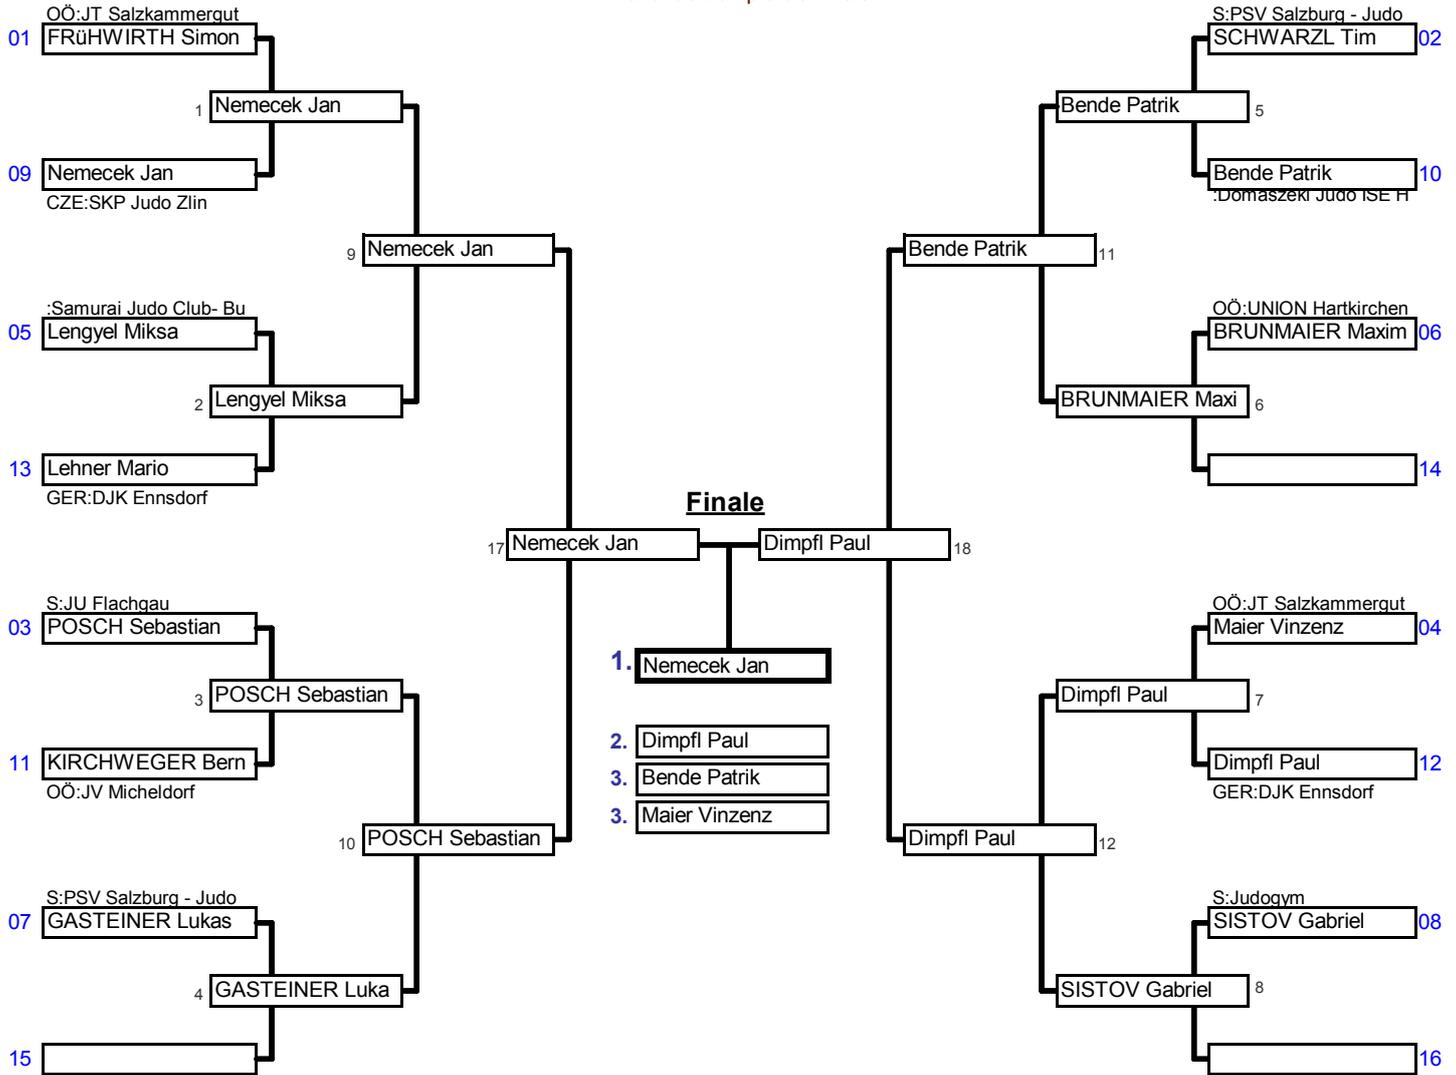 OÖ:JT Salzkammergut
01 FRüHWIRTH Simon
1 Nemecek Jan
09 Nemecek Jan
CZE:SKP Judo Zlin
9 Nemecek Jan
:Samurai Judo Club- Bu
05 Lengyel Miksa
2 Lengyel Miksa
13 Lehner Mario
GER:DJK Ennsdorf
17 Nemecek Jan
S:JU Flachgau
03 POSCH Sebastian
3 POSCH Sebastian
11 KIRCHWEGER Bern
OÖ:JV Micheldorf
10 POSCH Sebastian
S:PSV Salzburg - Judo
07 GASTEINER Lukas
4 GASTEINER Luka
15
Finale
1. Nemecek Jan
2. Dimpfl Paul
3. Bende Patrik
3. Maier Vinzenz
S:PSV Salzburg - Judo
SCHWARZL Tim 02
Bende Patrik 5
Bende Patrik 10
:Domaszéki Judo ISE H
Bende Patrik 11
OÖ:UNION Hartkirchen
BRUNMAIER Maxim 06
BRUNMAIER Maxi 6
14
Dimpfl Paul 18
OÖ:JT Salzkammergut
Maier Vinzenz 04
Dimpfl Paul 7
Dimpfl Paul 12
GER:DJK Ennsdorf
Dimpfl Paul 12
S:Judogym
SISTOV Gabriel 08
SISTOV Gabriel 8
16